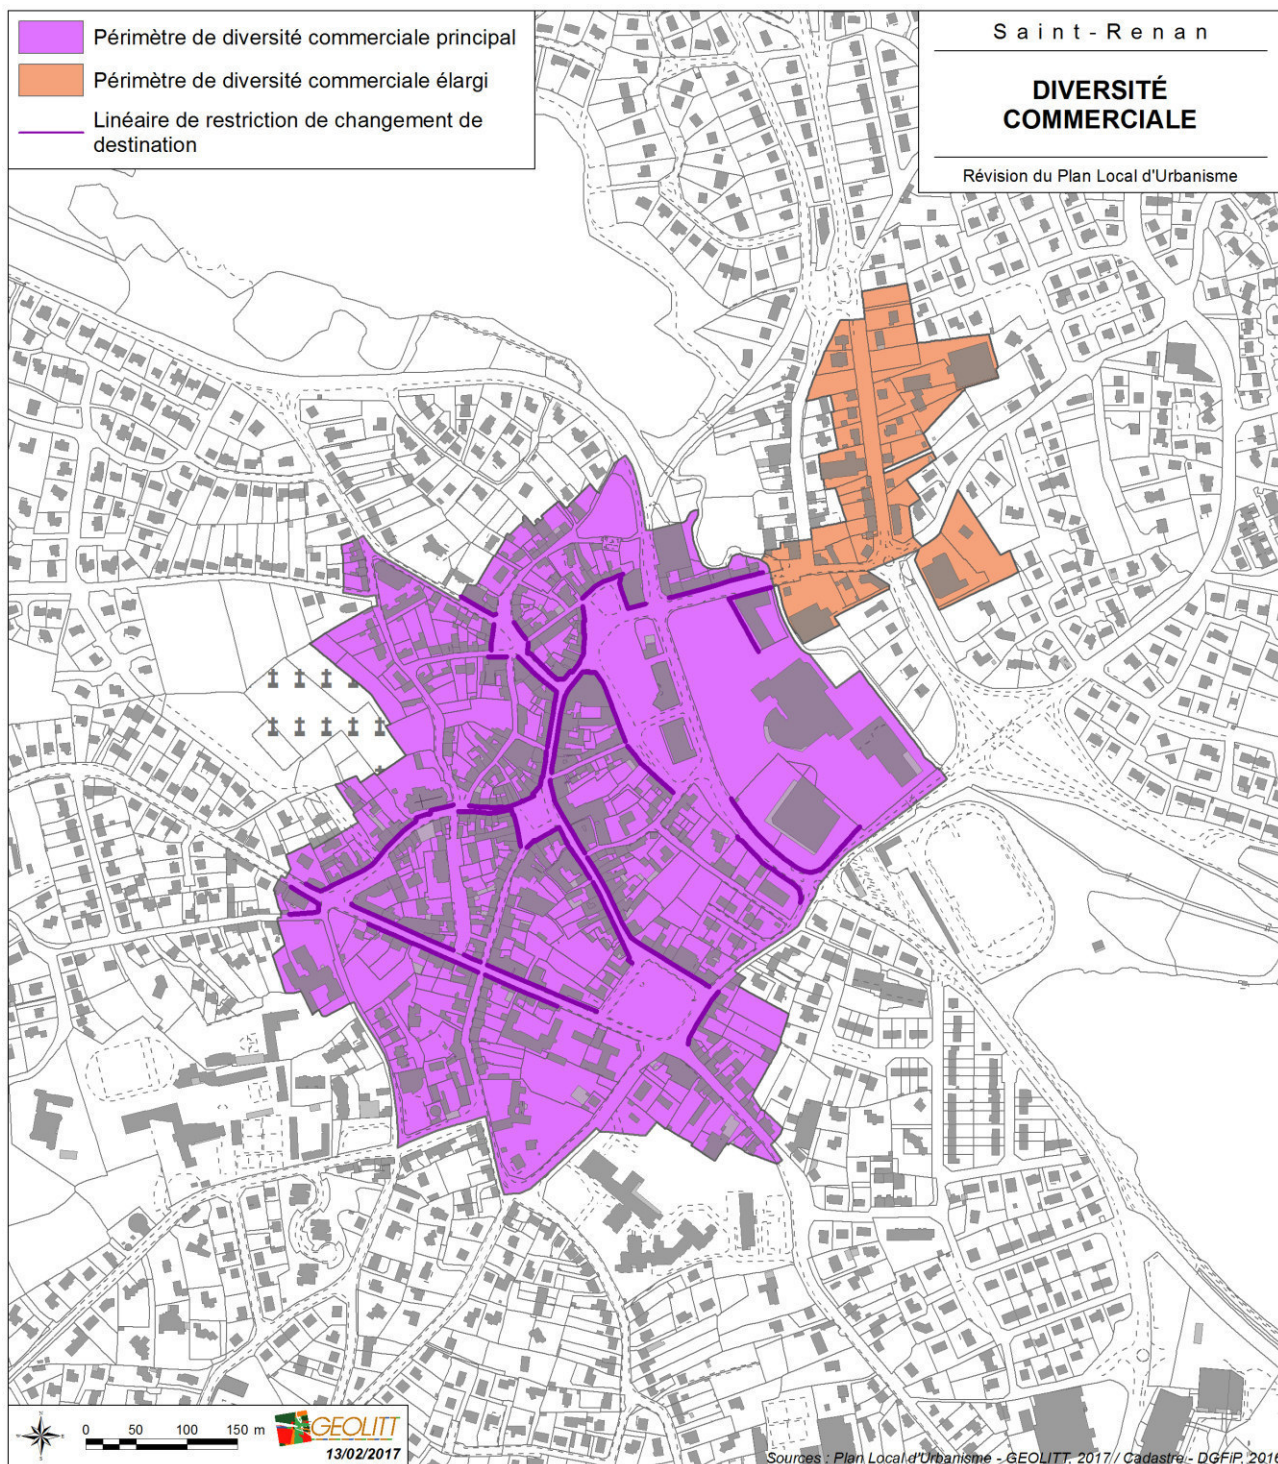 Périmètre de diversité commerciale principal
Périmètre de diversité commerciale élargi
Linéaire de restriction de changement de
destination
Saint-Renan
DIVERSITÉ
COMMERCIALE
Révision du Plan Local d'Urbanisme
0 50 100 150 m
GEOLITT
13/02/2017
Sources : Plan Local d'Urbanisme - GEOLITT, 2017 / Cadastre - DGFiP, 2016